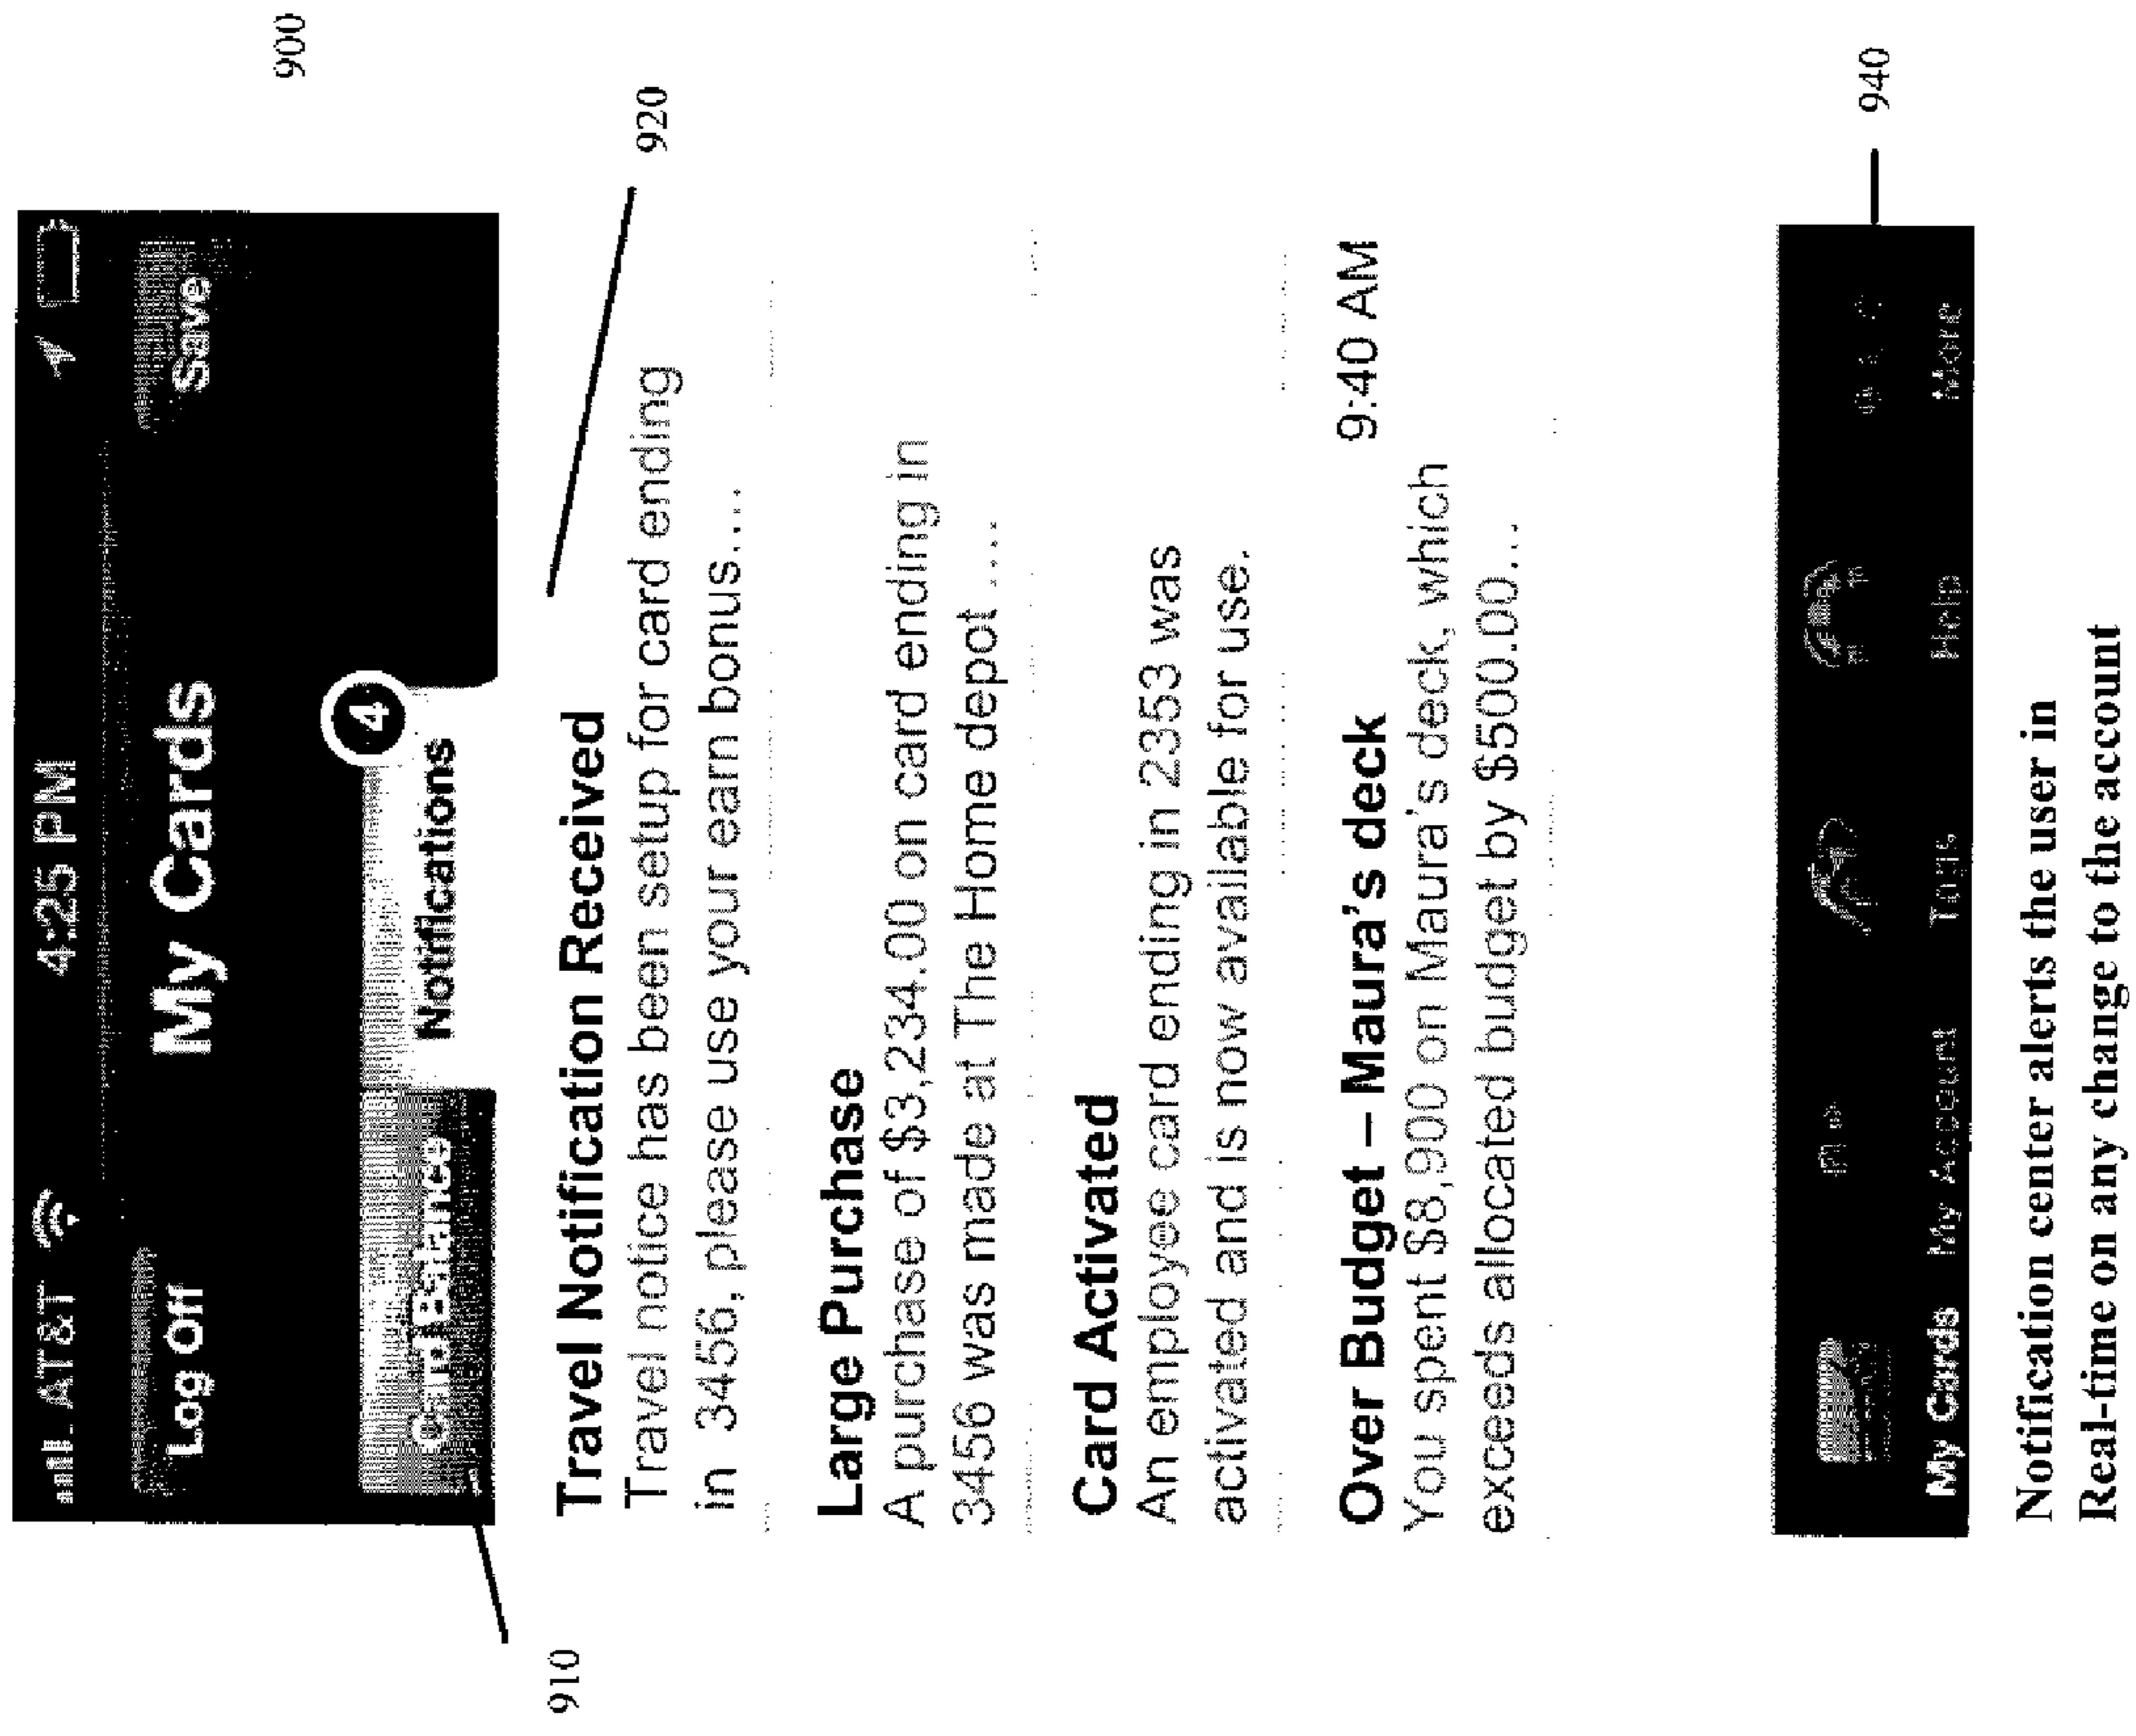 900
AT&T 4:25 PM
Log Off My Cards Save
Card Balance Notifications 4
910
920
Travel Notification Received
Travel notice has been setup for card ending
in 3456, please use your earn bonus.....
Large Purchase
A purchase of $3,234.00 on card ending in
3456 was made at The Home depot ....
Card Activated
An employee card ending in 2353 was
activated and is now available for use.
Over Budget – Maura's deck 9:40 AM
You spent $8,900 on Maura's deck, which
exceeds allocated budget by $500.00...
940
My Cards My Account Tags Help More
Notification center alerts the user in
Real-time on any change to the account